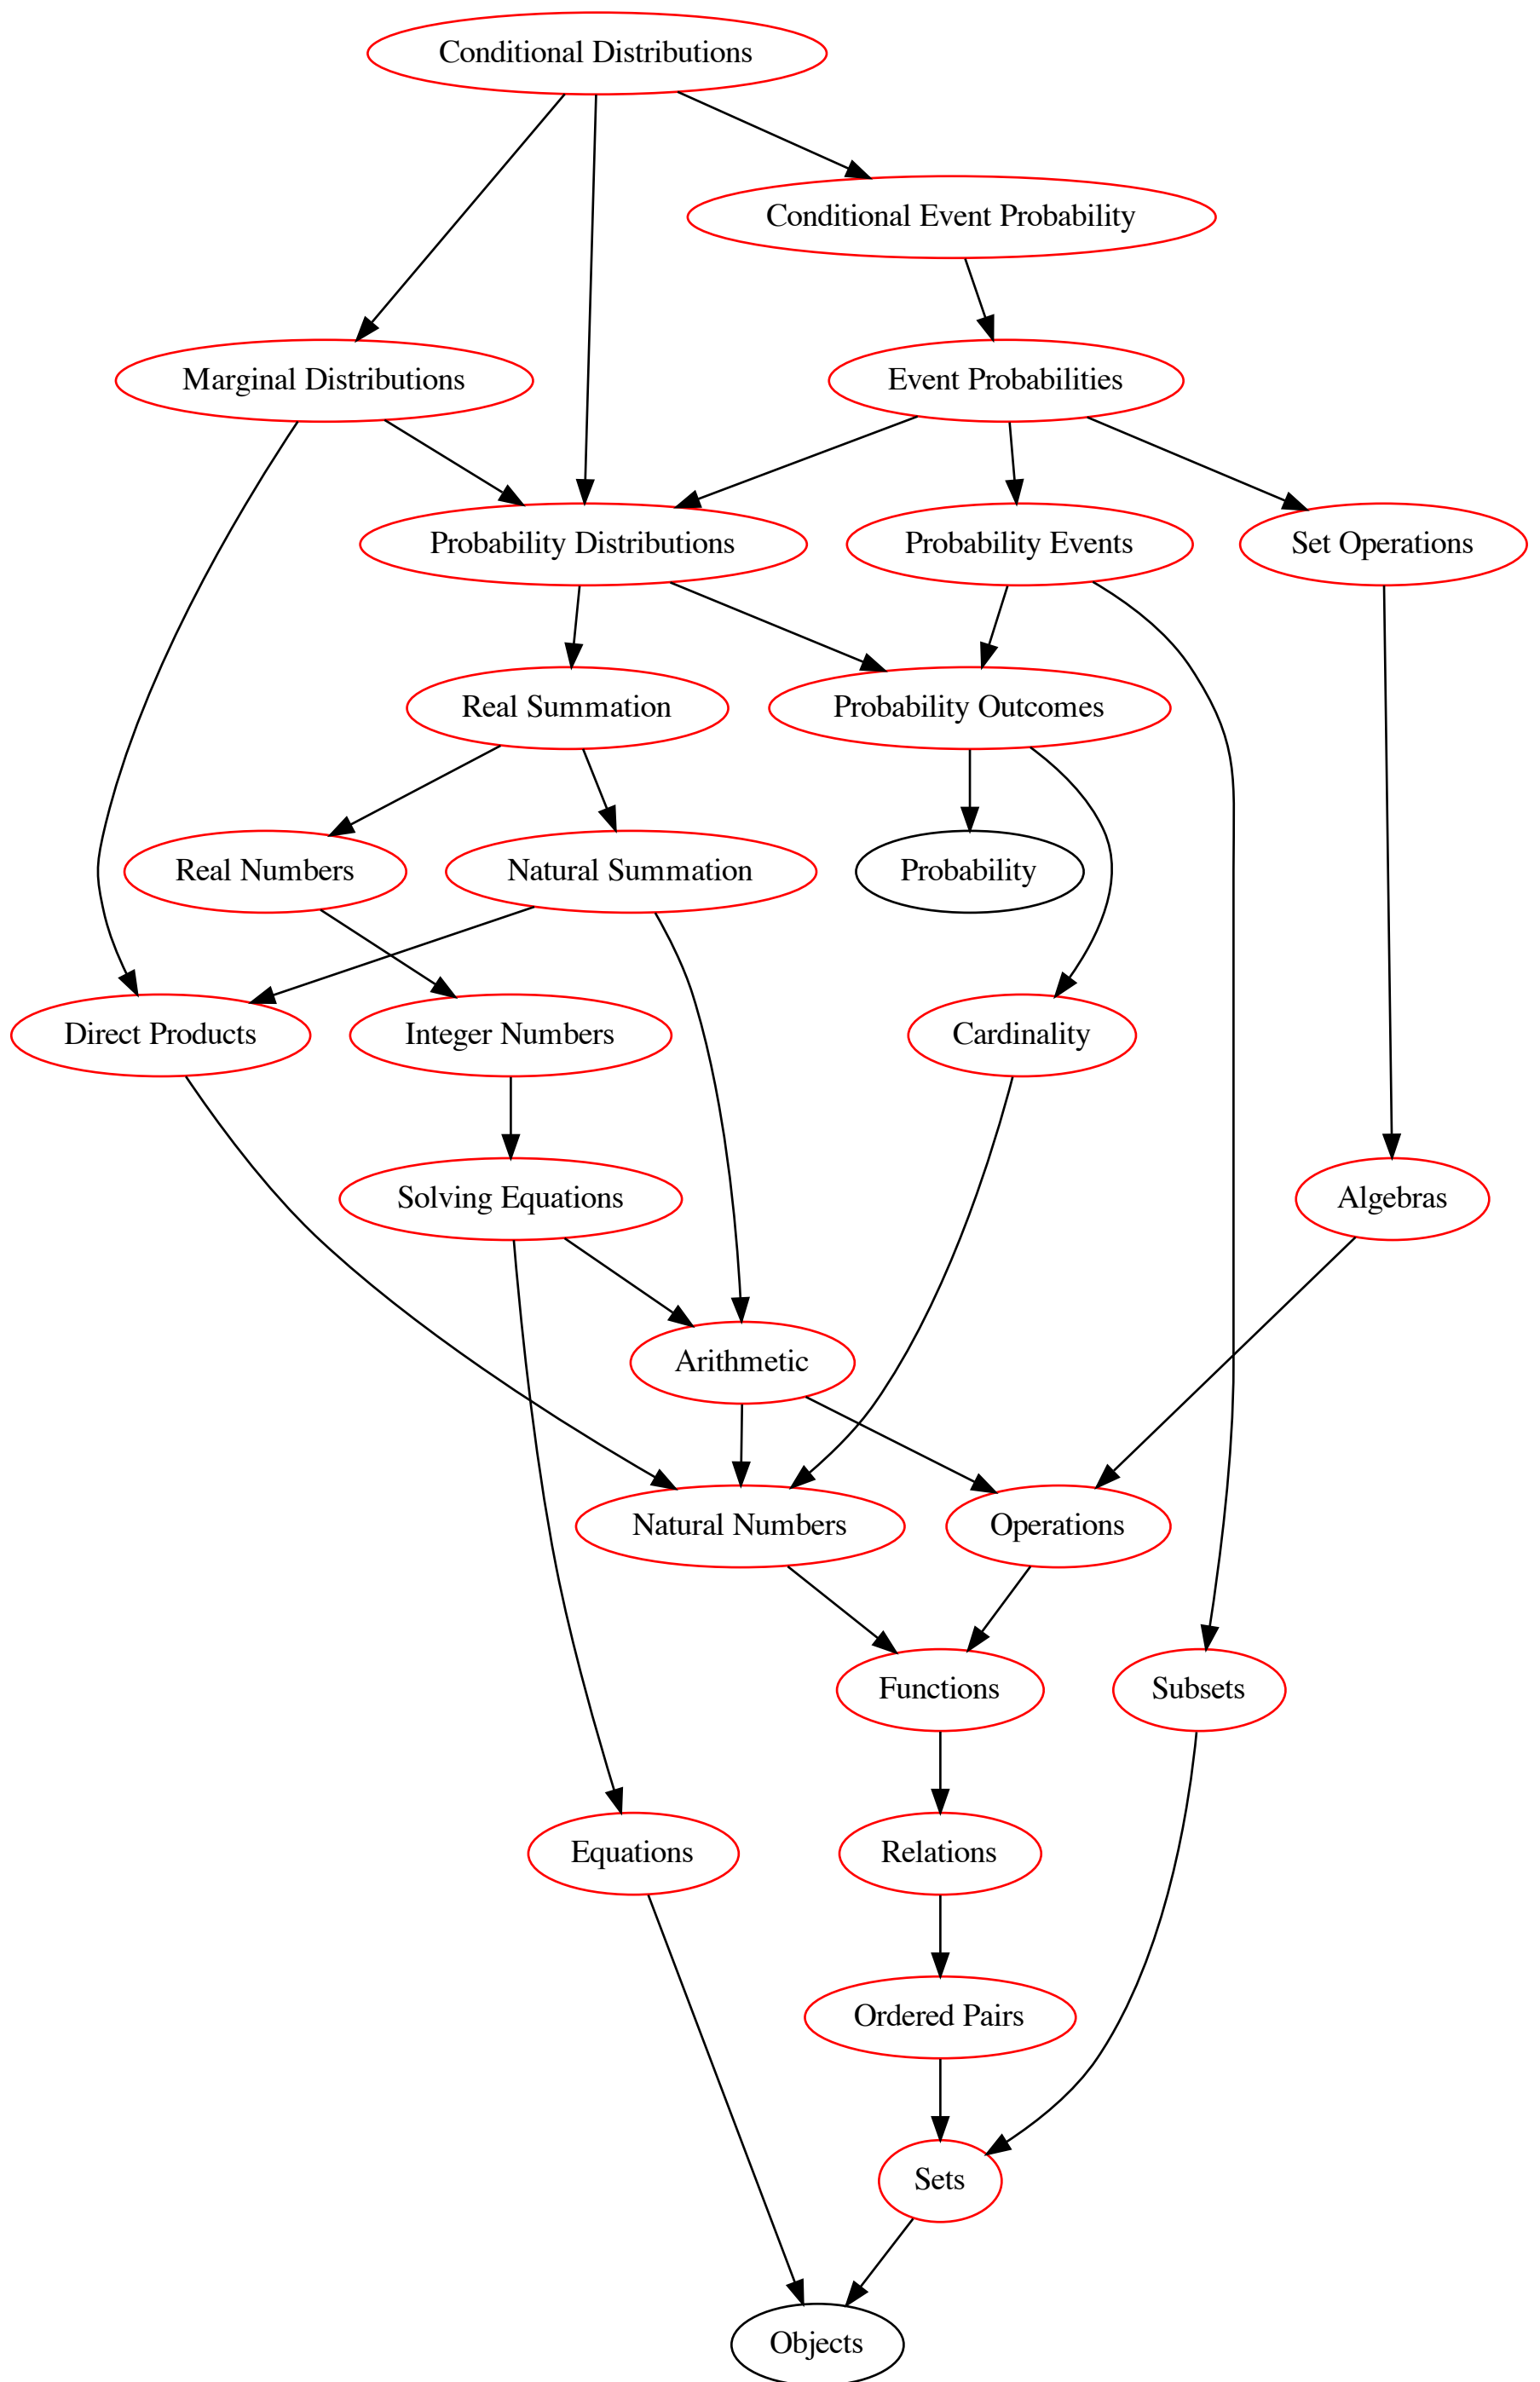 Conditional Distributions
Conditional Event Probability
Marginal Distributions
Event Probabilities
Probability Distributions
Probability Events
Set Operations
Real Summation
Probability Outcomes
Real Numbers
Natural Summation
Probability
Direct Products
Integer Numbers
Cardinality
Solving Equations
Algebras
Arithmetic
Natural Numbers
Operations
Functions
Subsets
Equations
Relations
Ordered Pairs
Sets
Objects